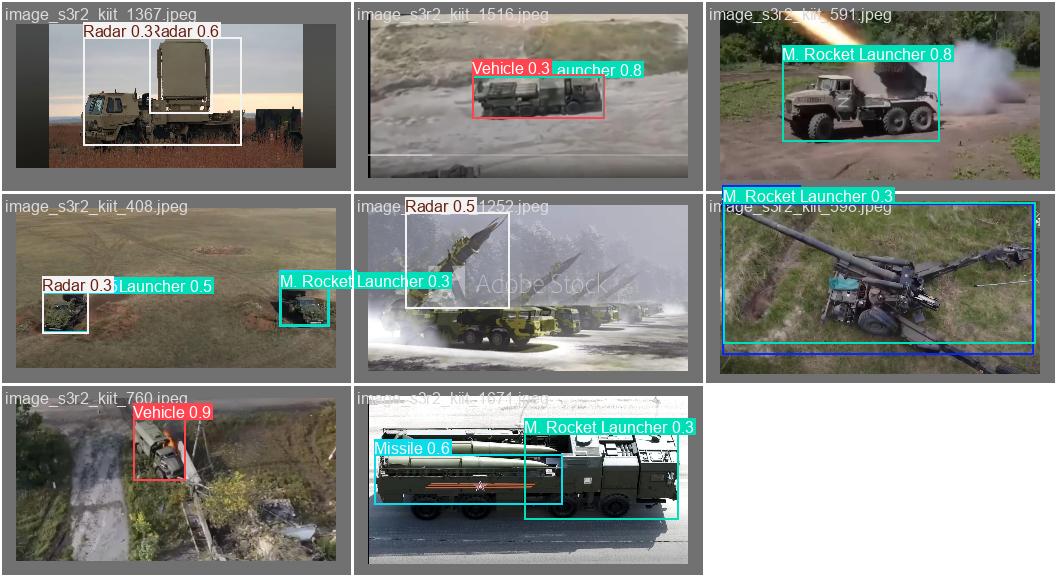 image_s3r2_kiit_1367.jpeg
Radar 0.3 Radar 0.6
image_s3r2_kiit_1516.jpeg
Vehicle 0.3 auncher 0.8
image_s3r2_kiit_591.jpeg
M. Rocket Launcher 0.8
image_s3r2_kiit_408.jpeg
Radar 0.3 Launcher 0.5
M. Rocket Launcher 0.3
image_ 1252.jpeg
Radar 0.5
Adobe Stock
M. Rocket Launcher 0.3
image_s3r2_kiit_598.jpeg
image_s3r2_kiit_760.jpeg
Vehicle 0.9
image_s3r2_kiit_1671.jpeg
M. Rocket Launcher 0.3
Missile 0.6